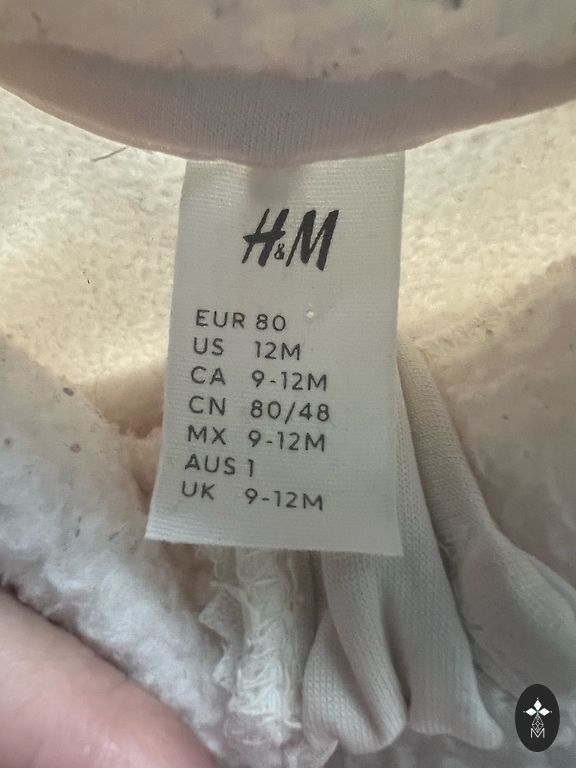 H&M
EUR 80
US 12M
CA 9-12M
CN 80/48
MX 9-12M
AUS 1
UK 9-12M
M